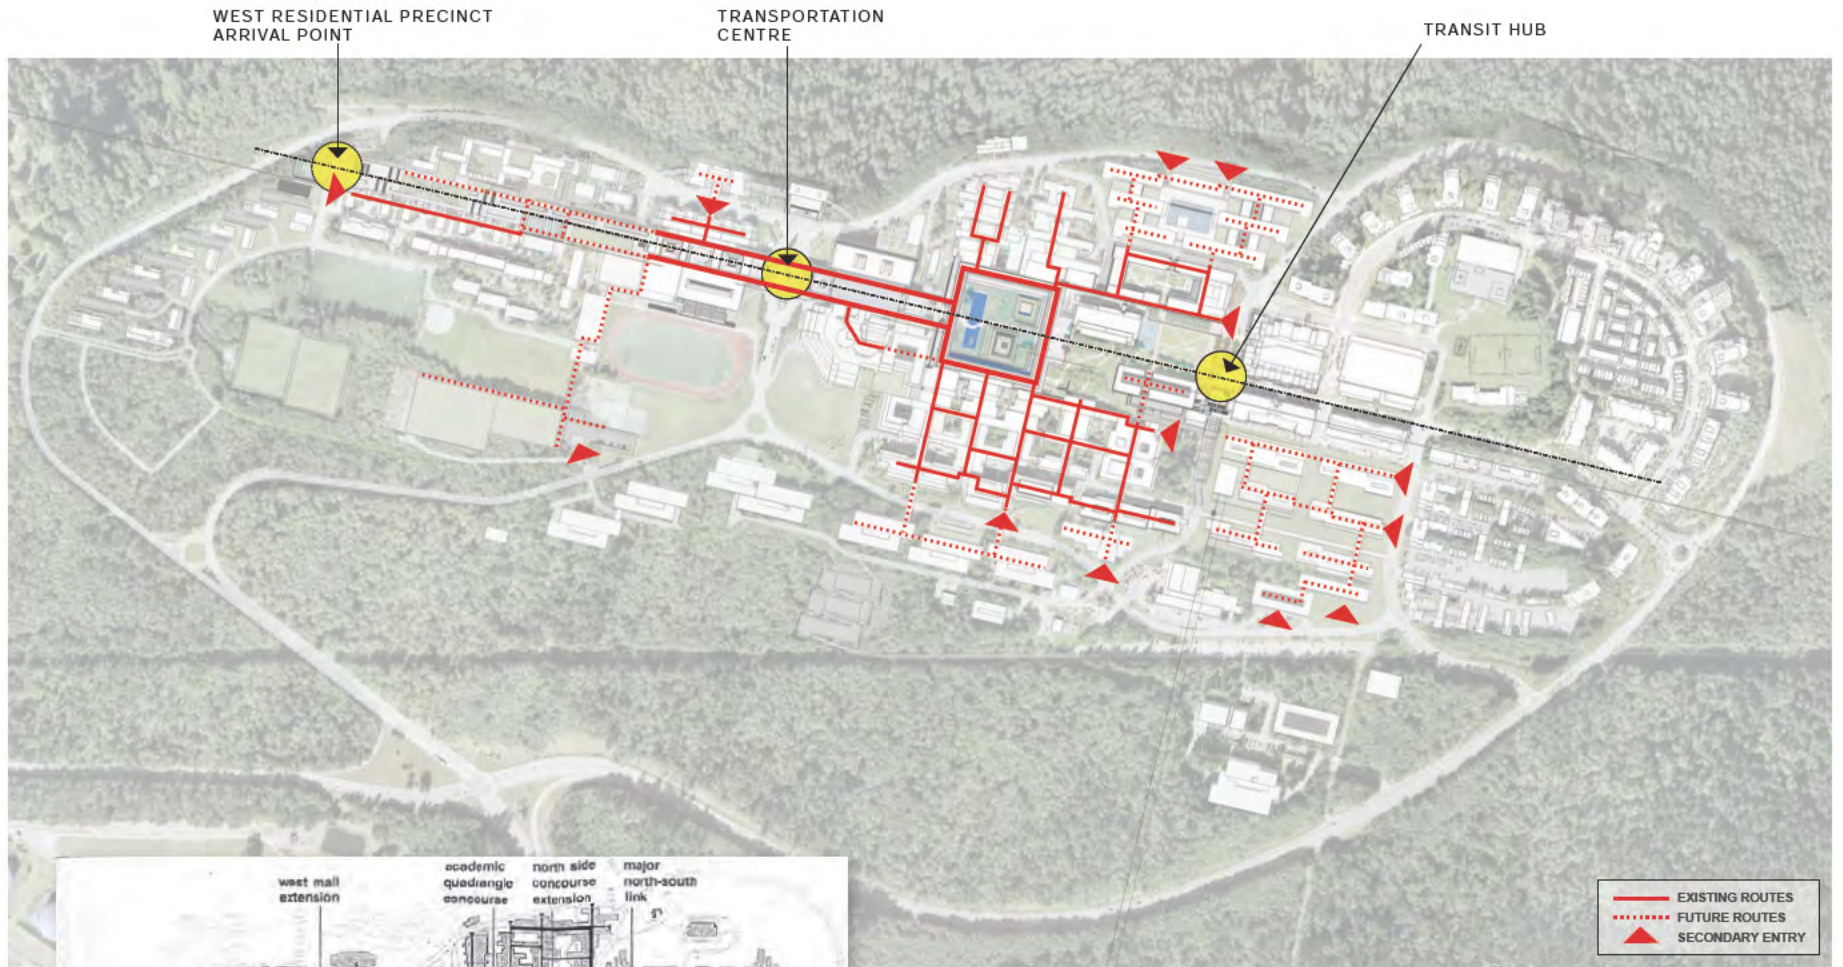 WEST RESIDENTIAL PRECINCT
ARRIVAL POINT
TRANSPORTATION
CENTRE
TRANSIT HUB
west mall
extension
academic
quadrangle
concourse
north side
concourse
extension
major
north-south
link
EXISTING ROUTES
FUTURE ROUTES
SECONDARY ENTRY